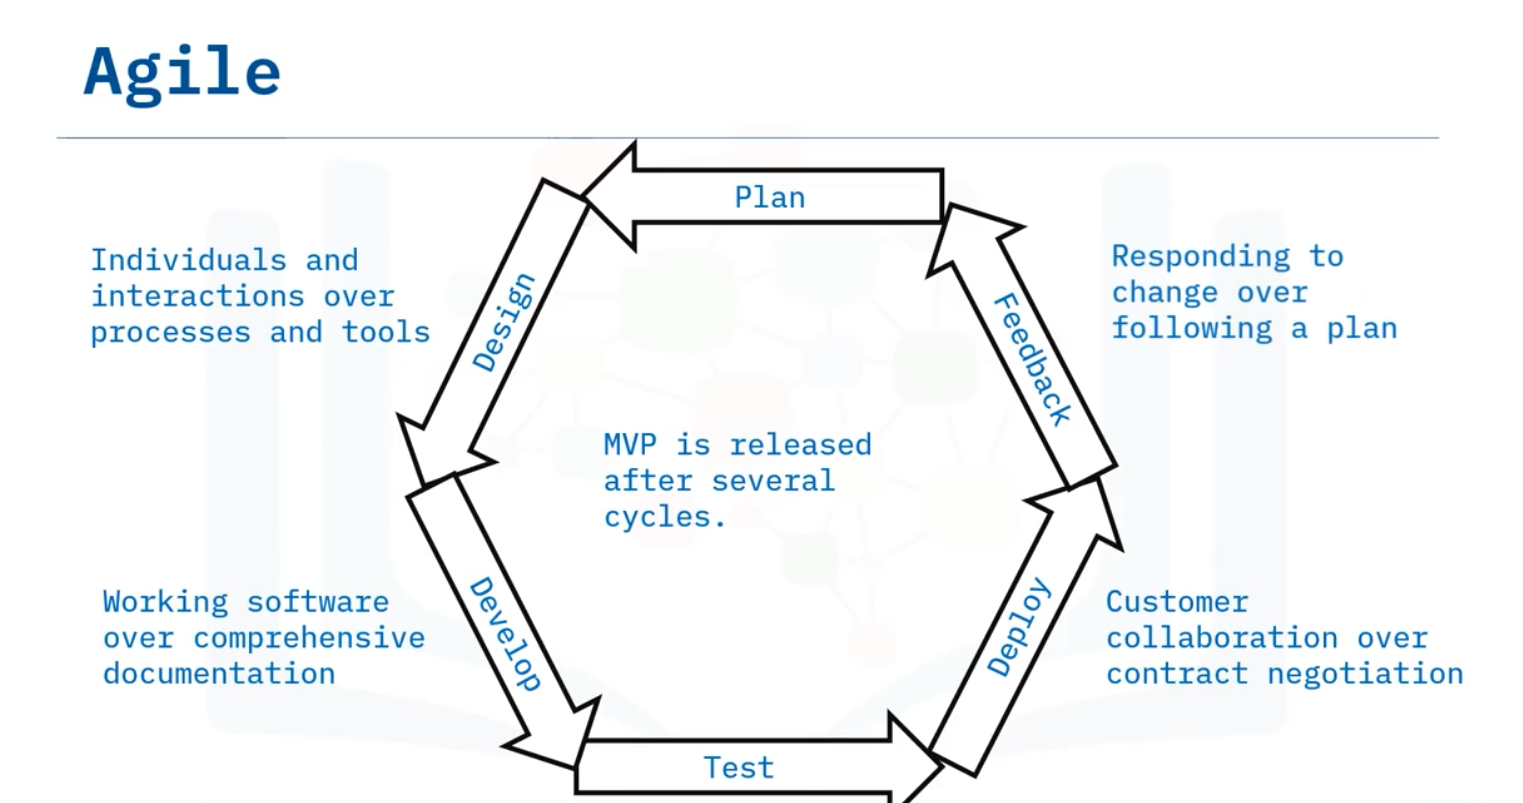 Agile
Plan
Individuals and
interactions over
processes and tools
Design
Feedback
Responding to
change over
following a plan
MVP is released
after several
cycles.
Working software
over comprehensive
documentation
Develop
Deploy
Customer
collaboration over
contract negotiation
Test